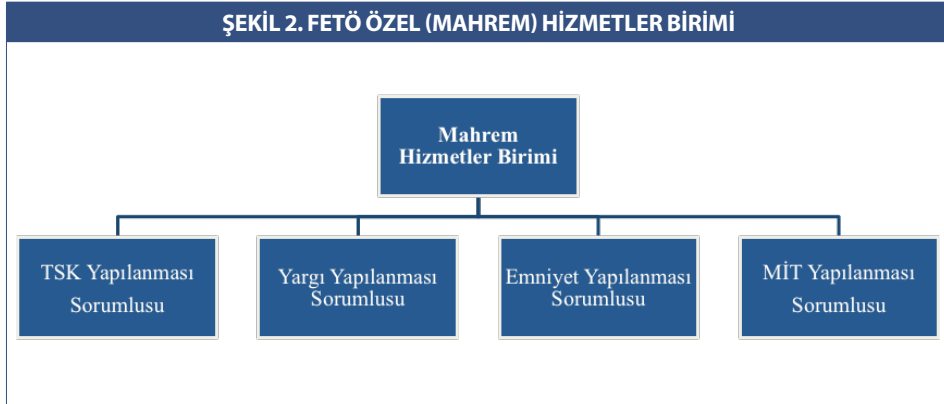 ŞEKİL 2. FETÖ ÖZEL (MAHREM) HİZMETLER BİRİMİ
Mahrem
Hizmetler Birimi
TSK Yapılanması
Sorumlusu
Yargı Yapılanması
Sorumlusu
Emniyet Yapılanması
Sorumlusu
MİT Yapılanması
Sorumlusu